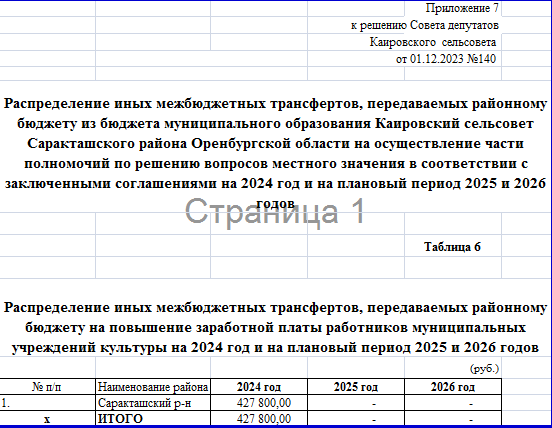 Приложение 7
к решению Совета депутатов
Каировского сельсовета
от 01.12.2023 №140
Распределение иных межбюджетных трансфертов, передаваемых районному
бюджету из бюджета муниципального образования Каировский сельсовет
Саракташского района Оренбургской области на осуществление части
полномочий по решению вопросов местного значения в соответствии с
заключенными соглашениями на 2024 год и на плановый период 2025 и 2026
годов
Страница 1
Таблица 6
Распределение иных межбюджетных трансфертов, передаваемых районному
бюджету на повышение заработной платы работников муниципальных
учреждений культуры на 2024 год и на плановый период 2025 и 2026 годов
(руб.)
№ п/п Наименование района 2024 год 2025 год 2026 год
1. Саракташский р-н 427 800,00 - -
х ИТОГО 427 800,00 - -